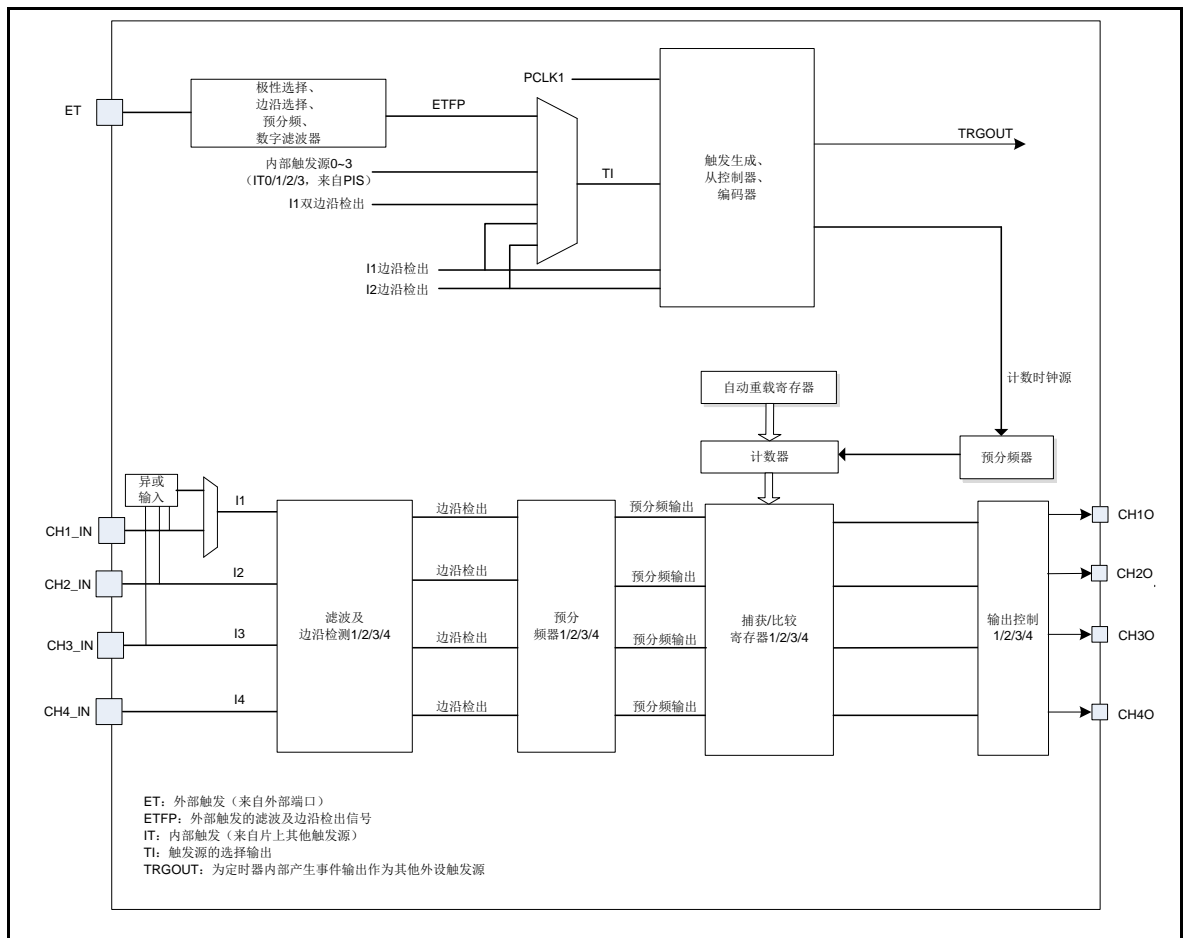 PCLK1
极性选择、
边沿选择、
预分频、
数字滤波器
ET
ETFP
TRGOUT
内部触发源0~3
（IT0/1/2/3，来自PIS）
TI
触发生成、
从控制器、
编码器
I1双边沿检出
I1边沿检出
I2边沿检出
计数时钟源
自动重载寄存器
计数器
预分频器
异或
输入
I1
边沿检出
预分频输出
CH1_IN
CH1O
I2
边沿检出
预分频输出
CH2_IN
CH2O
滤波及
边沿检测1/2/3/4
预分
频器1/2/3/4
捕获/比较
寄存器1/2/3/4
输出控制
1/2/3/4
I3
边沿检出
预分频输出
CH3_IN
CH3O
I4
边沿检出
预分频输出
CH4_IN
CH4O
ET：外部触发（来自外部端口）
ETFP：外部触发的滤波及边沿检出信号
IT：内部触发（来自片上其他触发源）
TI：触发源的选择输出
TRGOUT：为定时器内部产生事件输出作为其他外设触发源